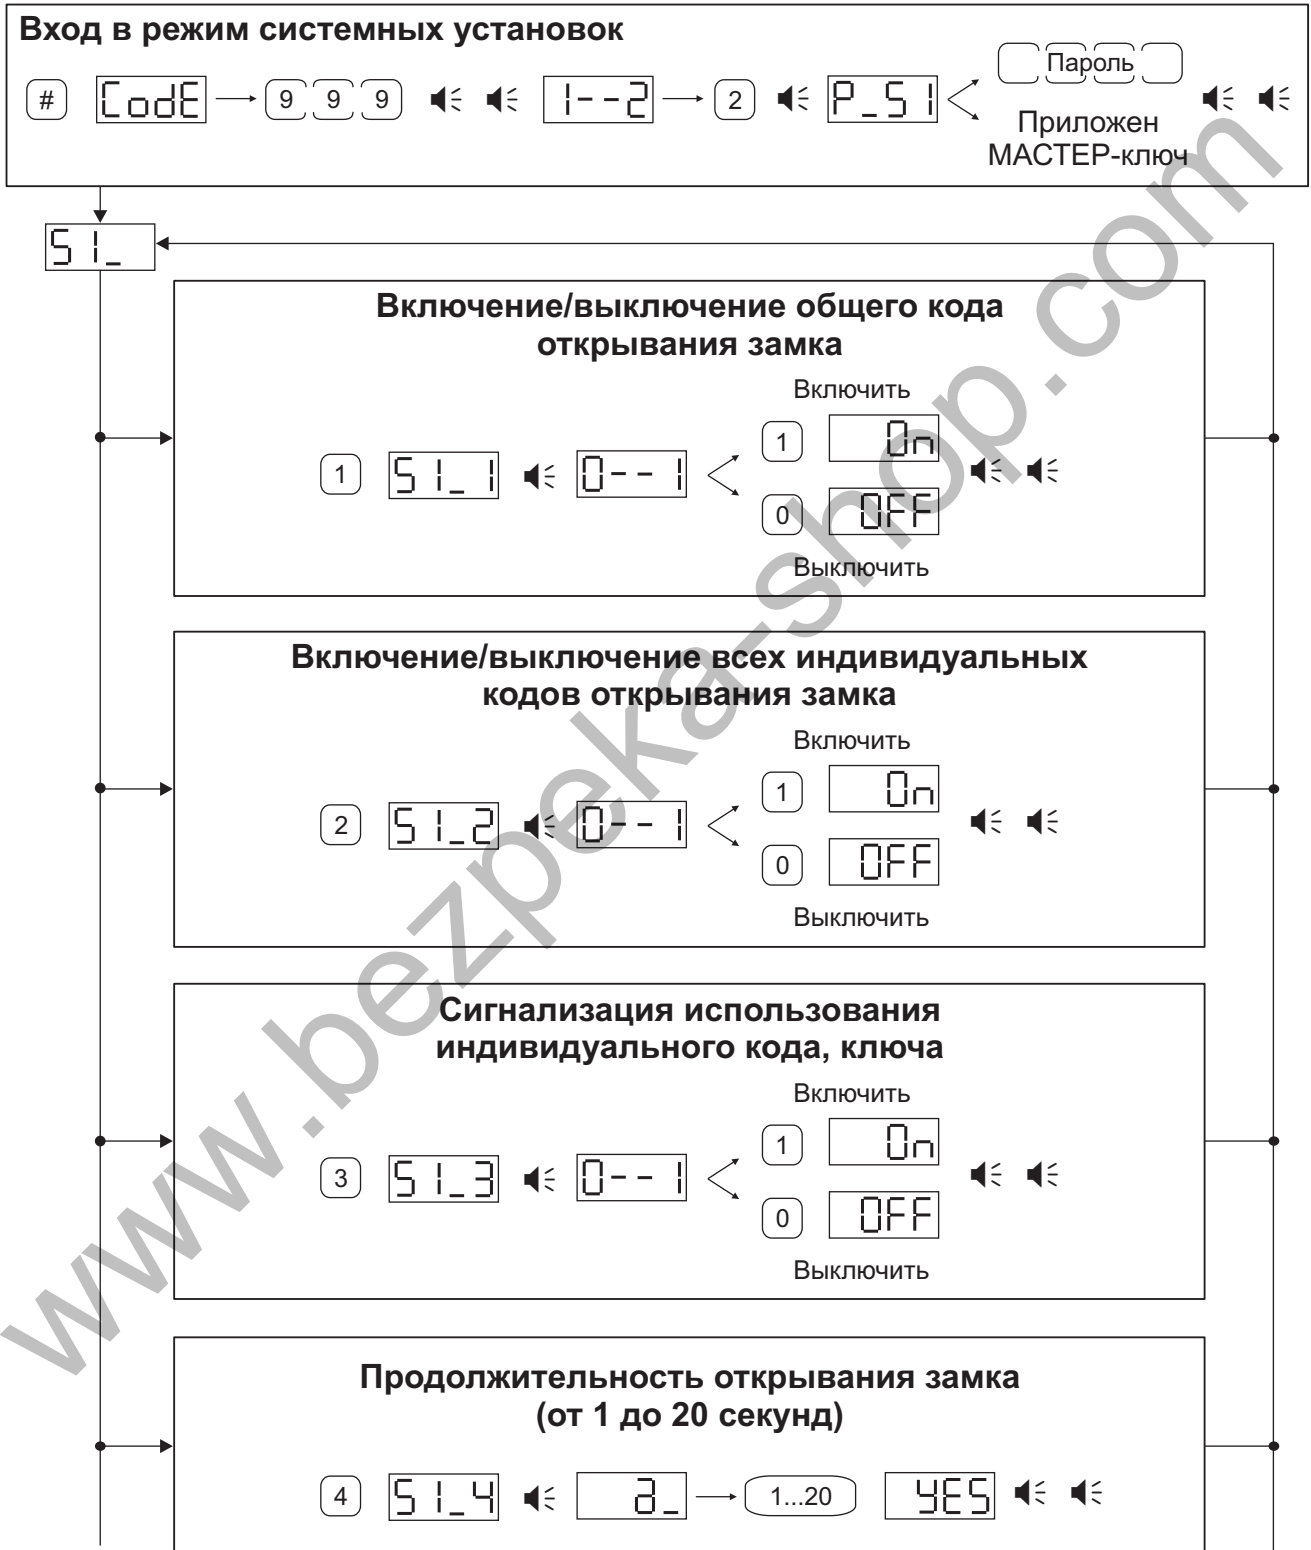 Вход в режим системных установок
# CodE 9 9 9 1--2 2 P_S1 Пароль
Приложен
МАСТЕР-ключ
S1_
Включение/выключение общего кода
открывания замка
Включить
1 On
1 S1_1 0--1
0 OFF
Выключить
Включение/выключение всех индивидуальных
кодов открывания замка
Включить
1 On
2 S1_2 0--1
0 OFF
Выключить
Сигнализация использования
индивидуального кода, ключа
Включить
1 On
3 S1_3 0--1
0 OFF
Выключить
Продолжительность открывания замка
(от 1 до 20 секунд)
4 S1_4 _ 1...20 YES
www.bezpeka-shop.com